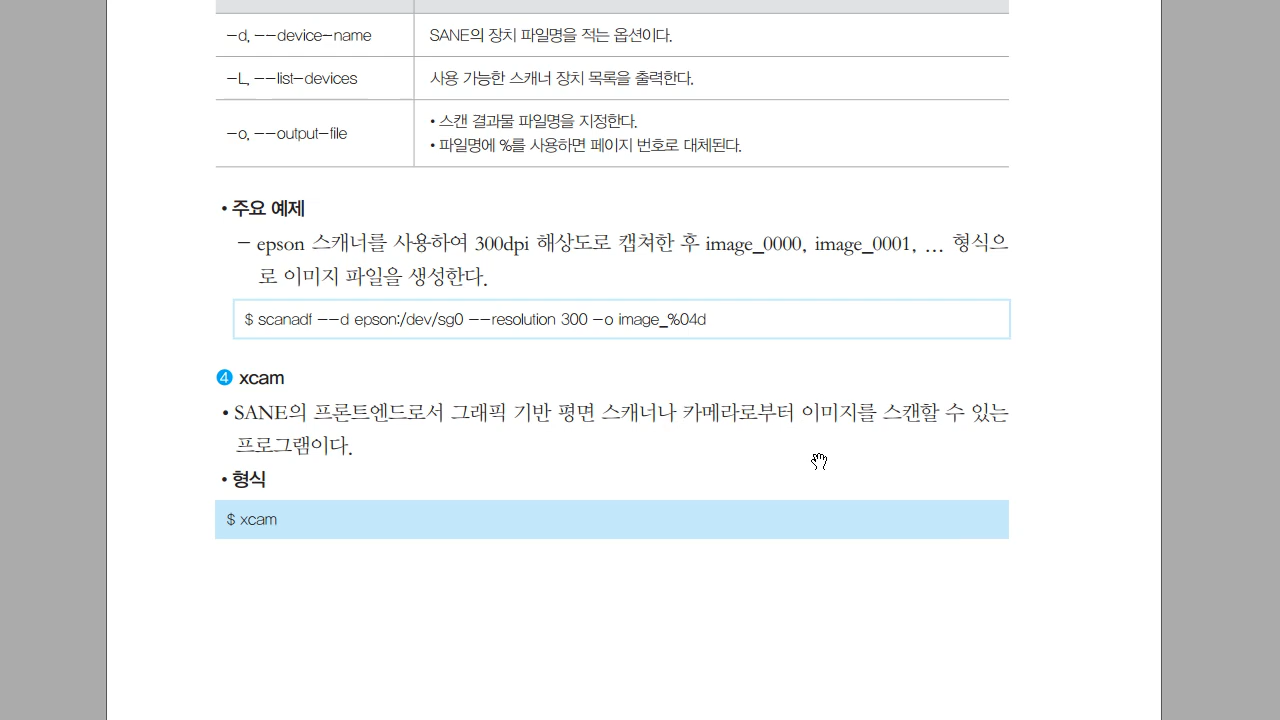 –d, ––device–name
SANE의 장치 파일명을 적는 옵션이다.
–L, ––list–devices
사용 가능한 스캐너 장치 목록을 출력한다.
–o, ––output–file
• 스캔 결과물 파일명을 지정한다.
• 파일명에 %를 사용하면 페이지 번호로 대체된다.
• 주요 예제
– epson 스캐너를 사용하여 300dpi 해상도로 캡쳐한 후 image_0000, image_0001, … 형식으
로 이미지 파일을 생성한다.
$ scanadf ––d epson:/dev/sg0 ––resolution 300 –o image_%04d
❹ xcam
• SANE의 프론트엔드로서 그래픽 기반 평면 스캐너나 카메라로부터 이미지를 스캔할 수 있는
프로그램이다.
• 형식
$ xcam